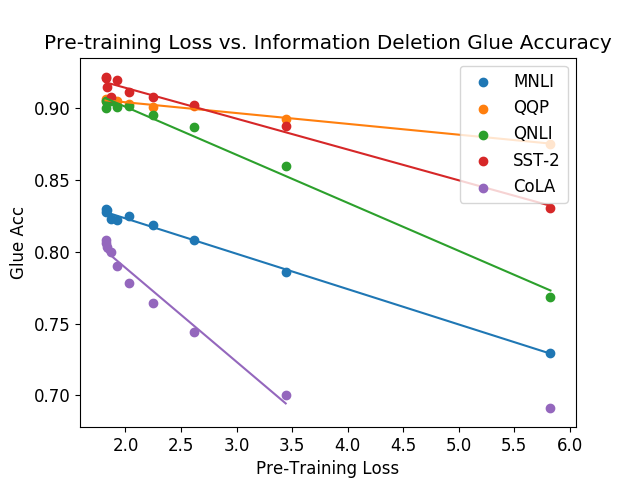 Pre-training Loss vs. Information Deletion Glue Accuracy
MNLI
QQP
QNLI
SST-2
CoLA
0.90
0.85
0.80
0.75
0.70
Glue Acc
2.0 2.5 3.0 3.5 4.0 4.5 5.0 5.5 6.0
Pre-Training Loss